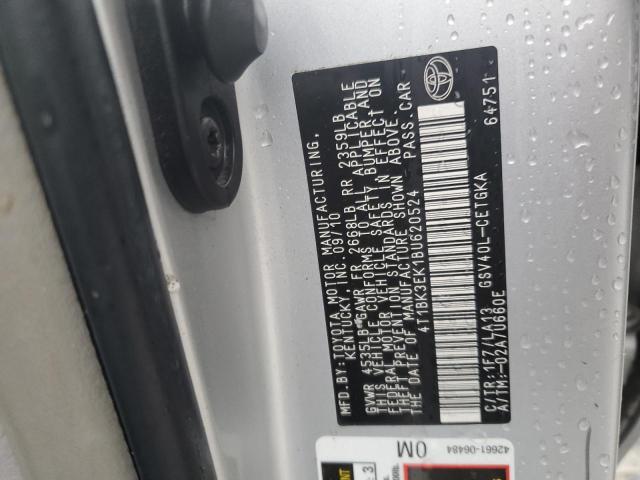 MFD.BY: TOYOTA MOTOR MANUFACTURING,
KENTUCKY, INC. 09/10
GVWR 4535LB GAWR FR 2668LB RR 2359LB
THIS VEHICLE CONFORMS TO ALL APPLICABLE
FEDERAL MOTOR VEHICLE SAFETY, BUMPER, AND
THEFT PREVENTION STANDARDS IN EFFECT ON
THE DATE OF MANUFACTURE SHOWN ABOVE.
4T1BK3EK1BU620524 PASS.CAR
C/TR:1F7/LA13 GSV40L-CETGKA
A/TM:-02A/U660E 64751
42661-06484
0M